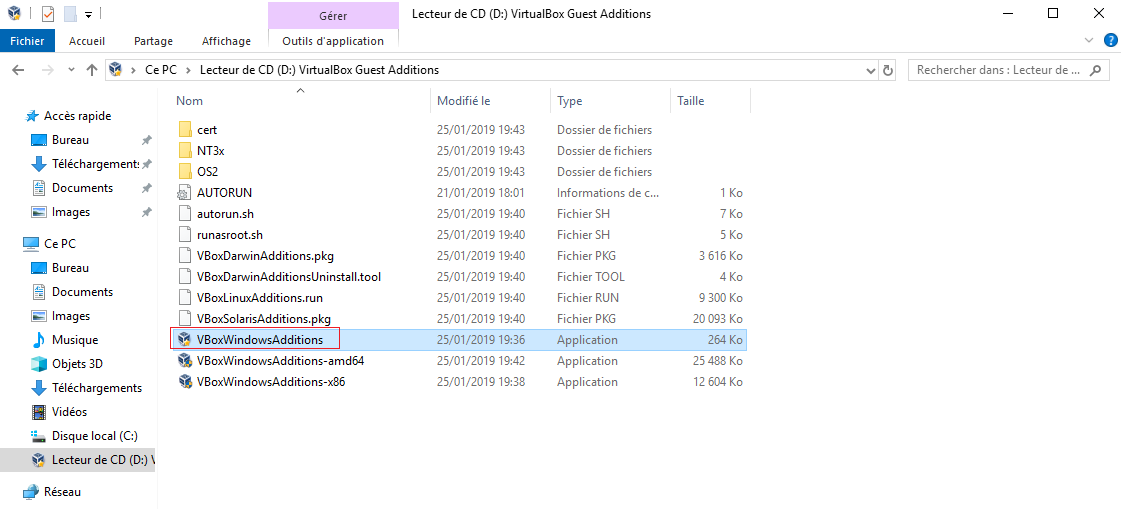 Gérer
Lecteur de CD (D:) VirtualBox Guest Additions
Fichier Accueil Partage Affichage Outils d'application
Ce PC Lecteur de CD (D:) VirtualBox Guest Additions
Rechercher dans : Lecteur de ...
Nom Modifié le Type Taille
Accès rapide
Bureau
Téléchargements
Documents
Images
Ce PC
Bureau
Documents
Images
Musique
Objets 3D
Téléchargements
Vidéos
Disque local (C:)
Lecteur de CD (D:) V
Réseau
cert 25/01/2019 19:43 Dossier de fichiers
NT3x 25/01/2019 19:43 Dossier de fichiers
OS2 25/01/2019 19:43 Dossier de fichiers
AUTORUN 21/01/2019 18:01 Informations de c... 1 Ko
autorun.sh 25/01/2019 19:40 Fichier SH 7 Ko
runasroot.sh 25/01/2019 19:40 Fichier SH 5 Ko
VBoxDarwinAdditions.pkg 25/01/2019 19:40 Fichier PKG 3 616 Ko
VBoxDarwinAdditionsUninstall.tool 25/01/2019 19:40 Fichier TOOL 4 Ko
VBoxLinuxAdditions.run 25/01/2019 19:40 Fichier RUN 9 300 Ko
VBoxSolarisAdditions.pkg 25/01/2019 19:40 Fichier PKG 20 093 Ko
VBoxWindowsAdditions 25/01/2019 19:36 Application 264 Ko
VBoxWindowsAdditions-amd64 25/01/2019 19:42 Application 25 488 Ko
VBoxWindowsAdditions-x86 25/01/2019 19:38 Application 12 604 Ko